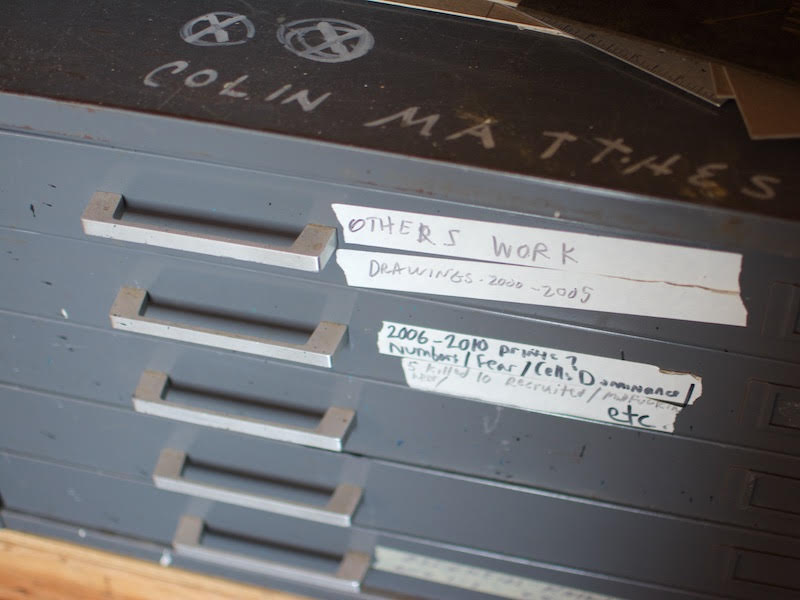 COLIN MATTHES
OTHERS WORK
DRAWINGS-2000-2005
2006-2010 prints?
Numbers/Fear/Cells Dominance/
5 killed 10 Recruited/
etc.